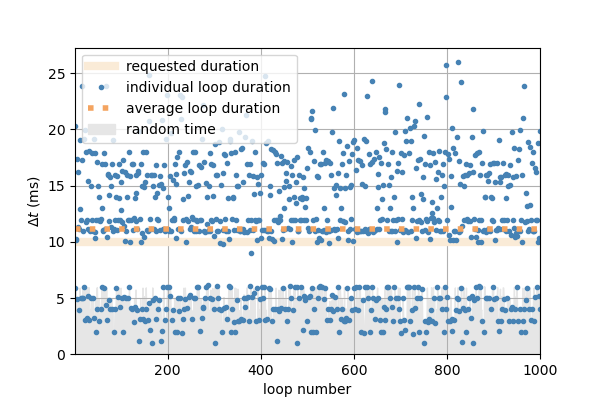 requested duration
individual loop duration
average loop duration
random time
25
20
15
10
5
0
Δt (ms)
200
400
600
800
1000
loop number